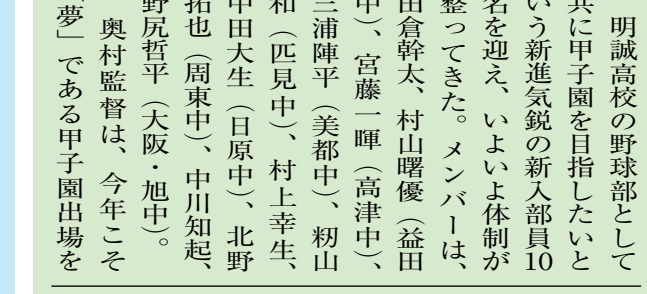 明誠高校の野球部として
共に甲子園を目指したいと
いう新進気鋭の新入部員10
名を迎え、いよいよ体制が
整ってきた。メンバーは、
田倉幹太、村山曙優（益田
中）、宮藤一暉（高津中）、
三浦陣平（美都中）、籾山
和（匹見中）、村上幸生、
中田大生（日原中）、北野
拓也（周東中）、中川知起、
野尻哲平（大阪・旭中）。
奥村監督は、今年こそ
「夢」である甲子園出場を